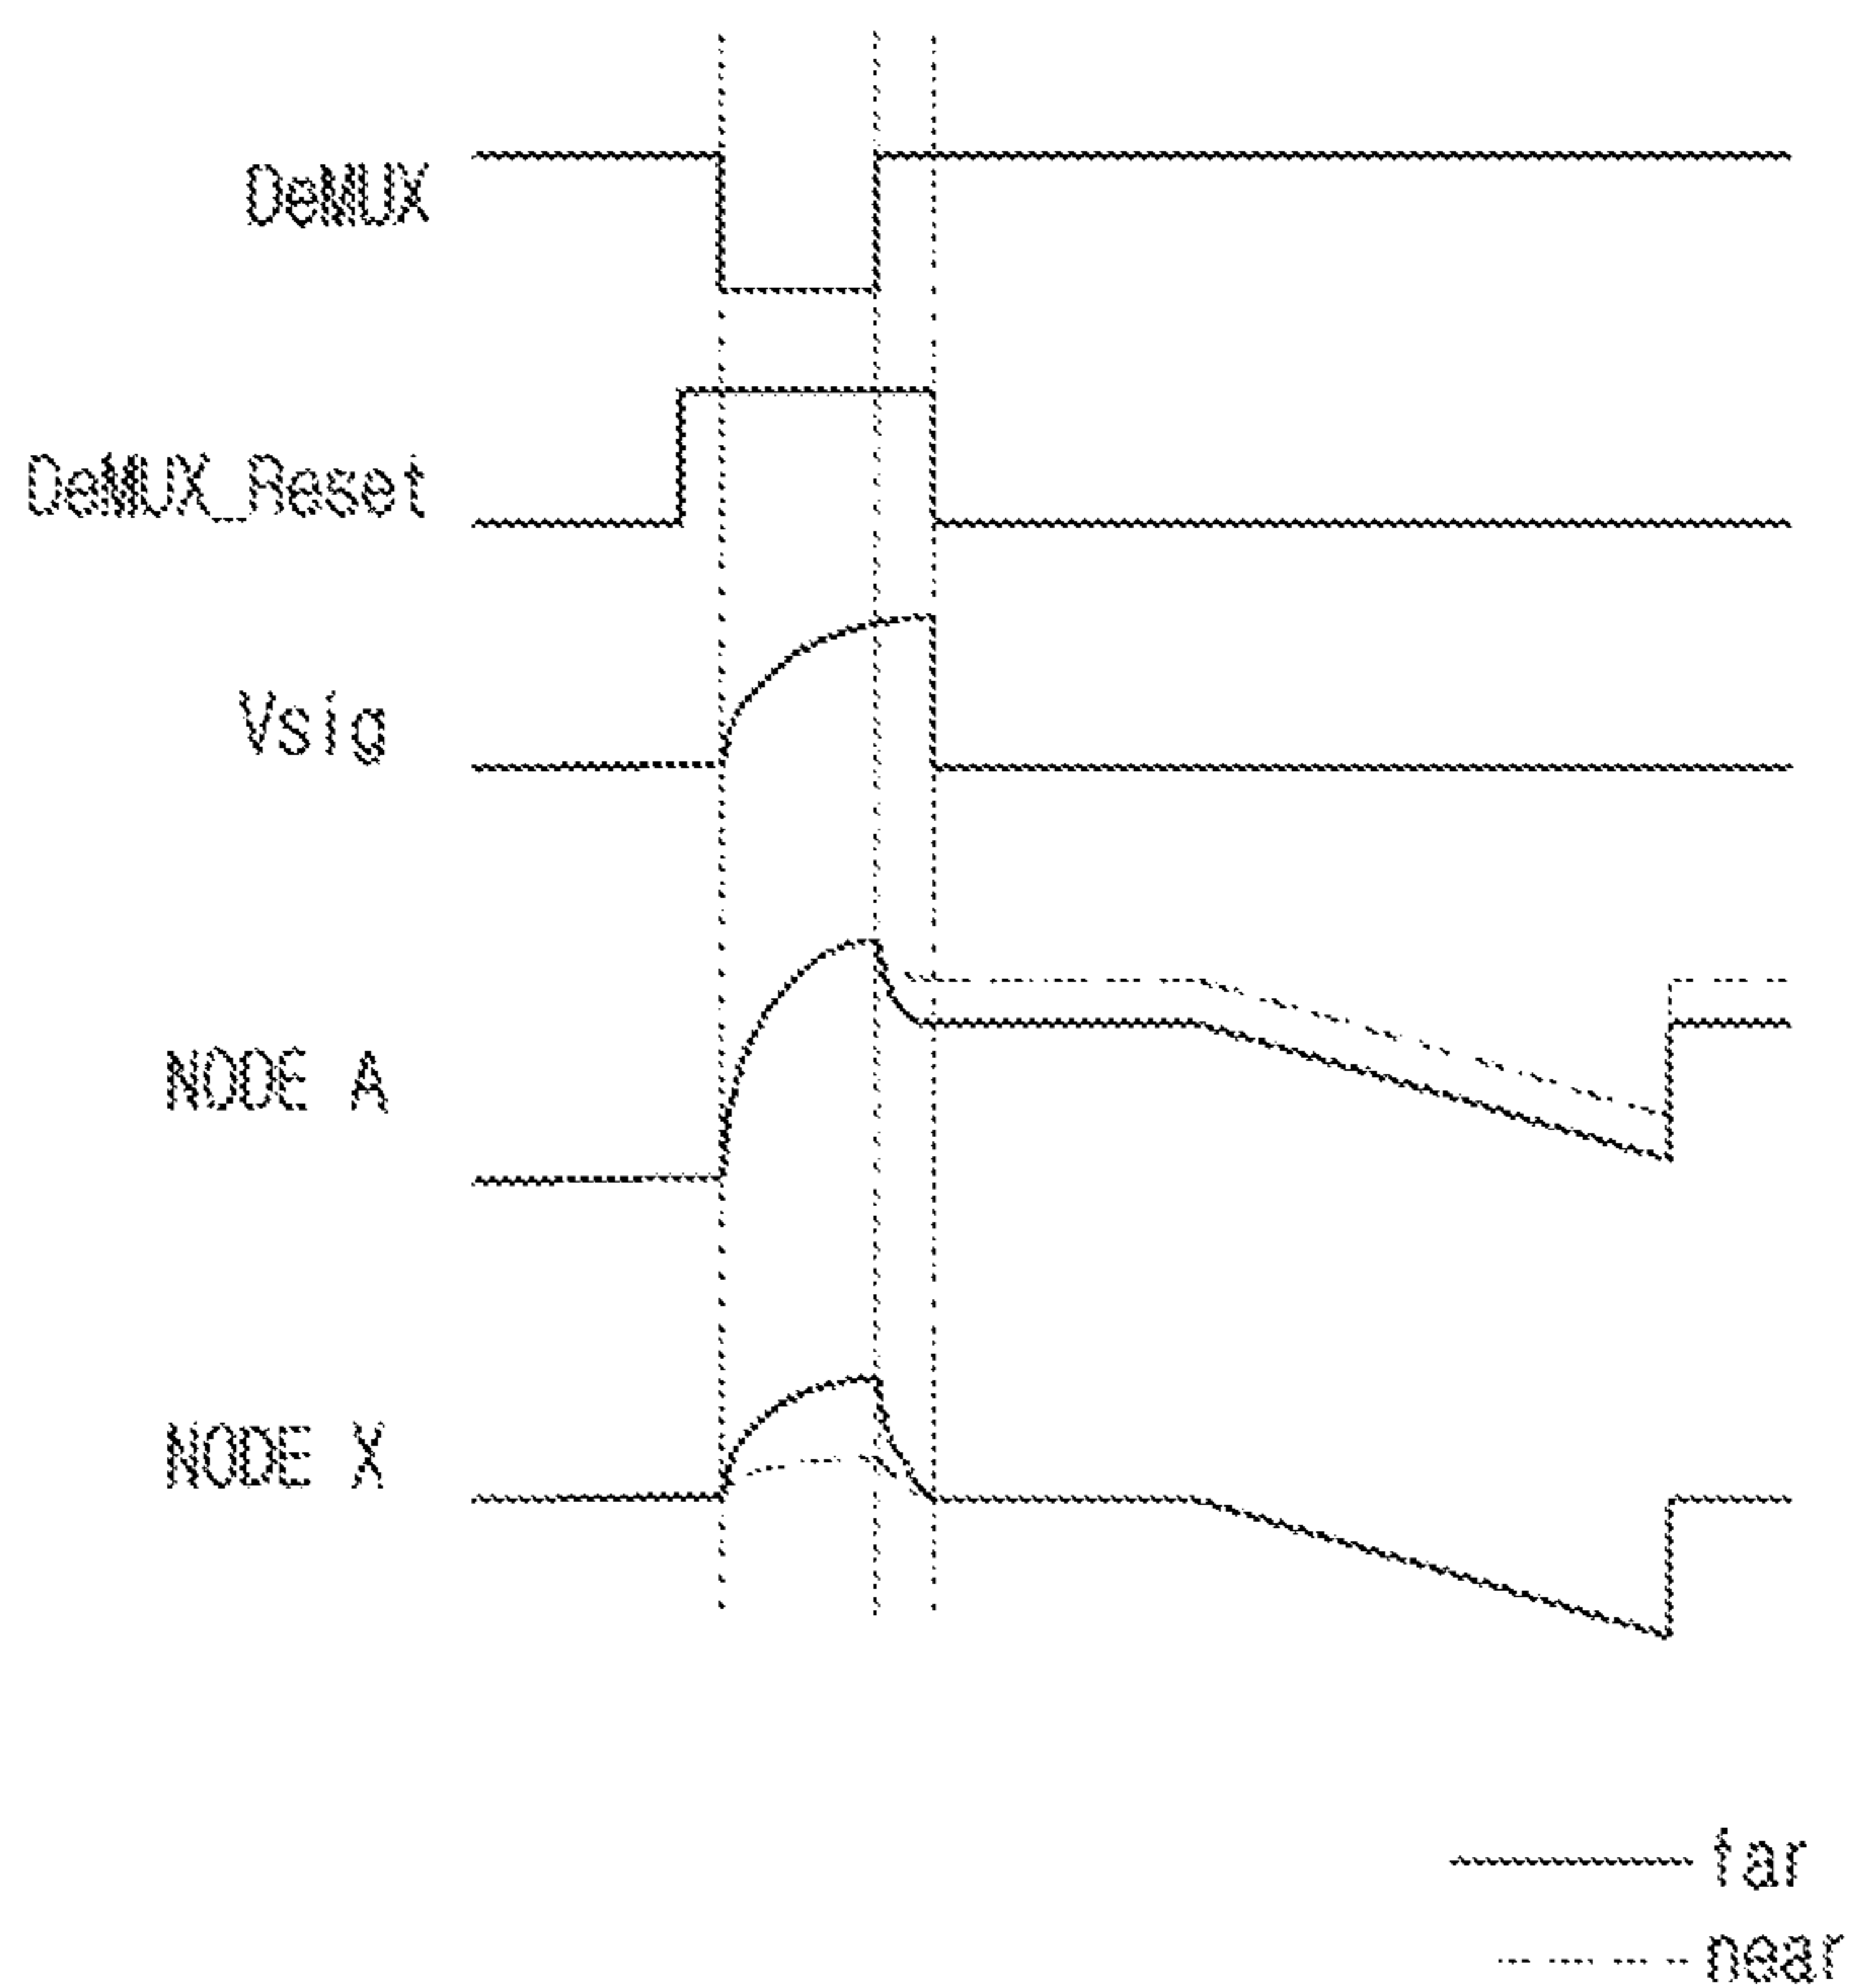 DeMUX
DeMUX_Reset
Vsig
NODE A
NODE X
far
near